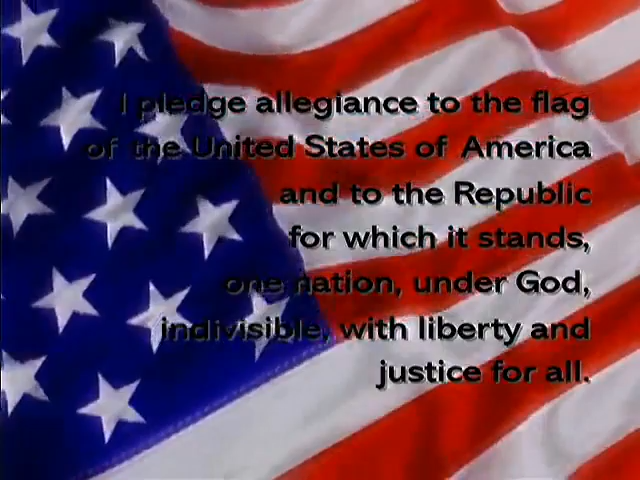 I pledge allegiance to the flag
of the United States of America
and to the Republic
for which it stands,
one nation, under God,
indivisible, with liberty and
justice for all.